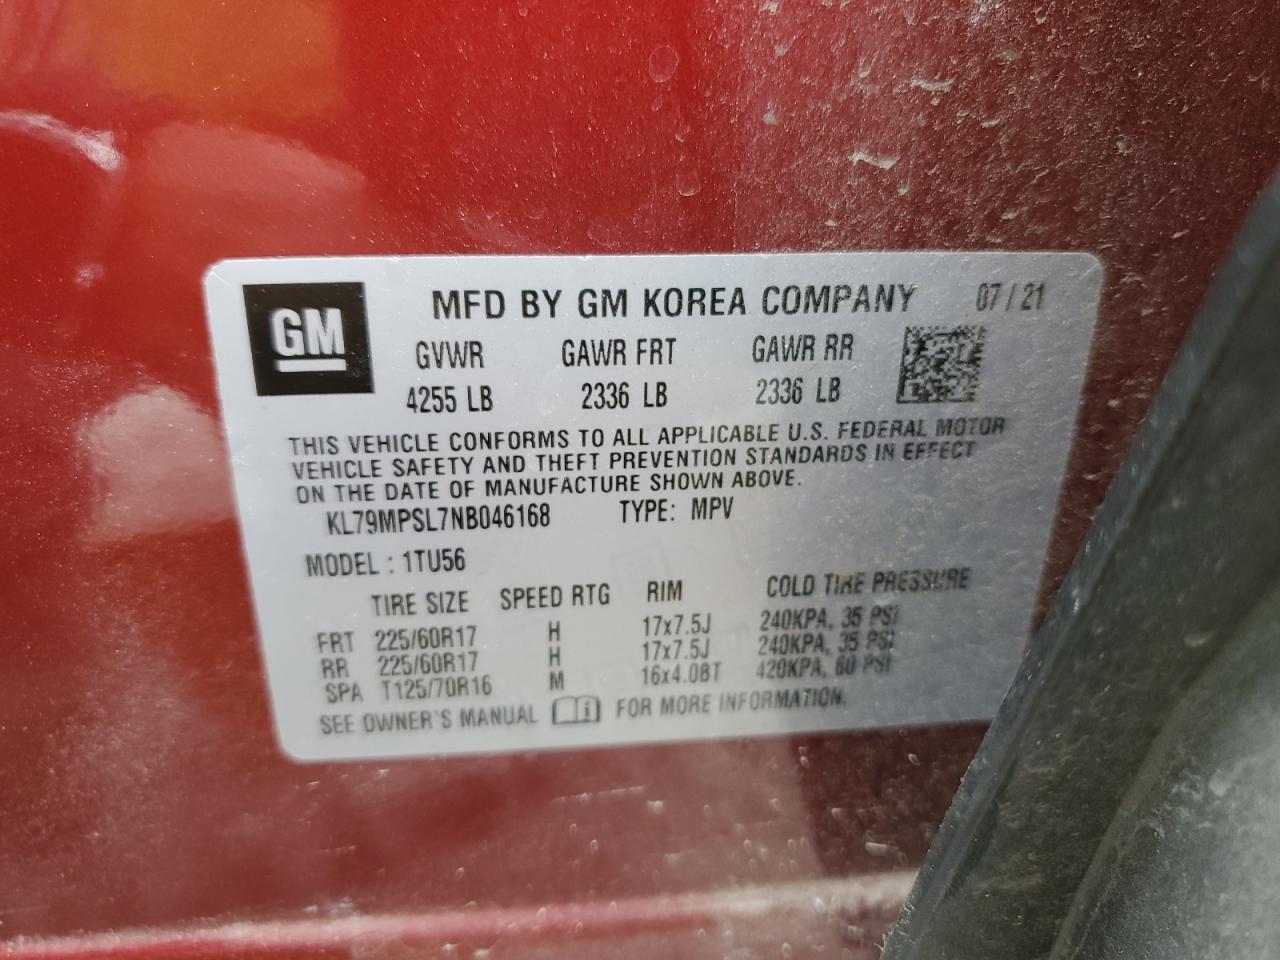 GM
MFD BY GM KOREA COMPANY 07/21
GVWR GAWR FRT GAWR RR
4255 LB 2336 LB 2336 LB
THIS VEHICLE CONFORMS TO ALL APPLICABLE U.S. FEDERAL MOTOR
VEHICLE SAFETY AND THEFT PREVENTION STANDARDS IN EFFECT
ON THE DATE OF MANUFACTURE SHOWN ABOVE.
KL79MPSL7NB046168 TYPE: MPV
MODEL : 1TU56
TIRE SIZE SPEED RTG RIM COLD TIRE PRESSURE
FRT 225/60R17 H 17x7.5J 240KPA, 35 PSI
RR 225/60R17 H 17x7.5J 240KPA, 35 PSI
SPA T125/70R16 M 16x4.0BT 420KPA, 60 PSI
SEE OWNER'S MANUAL FOR MORE INFORMATION.